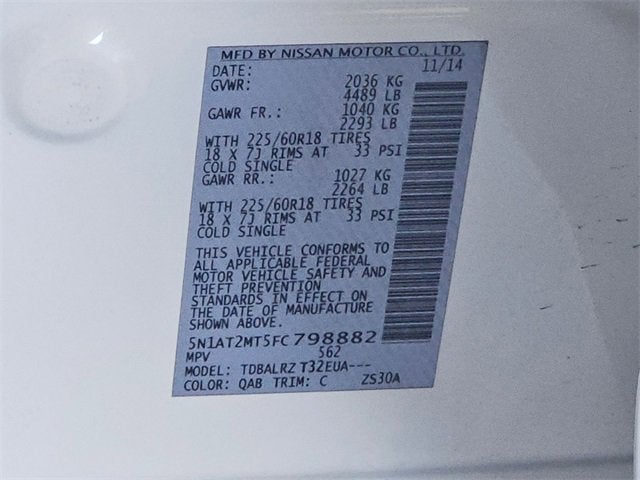 MFD BY NISSAN MOTOR CO., LTD.
DATE: 11/14
GVWR: 2036 KG
4489 LB
GAWR FR.: 1040 KG
2293 LB
WITH 225/60R18 TIRES
18 X 7J RIMS AT 33 PSI
COLD SINGLE
GAWR RR.: 1027 KG
2264 LB
WITH 225/60R18 TIRES
18 X 7J RIMS AT 33 PSI
COLD SINGLE
THIS VEHICLE CONFORMS TO
ALL APPLICABLE FEDERAL
MOTOR VEHICLE SAFETY AND
THEFT PREVENTION
STANDARDS IN EFFECT ON
THE DATE OF MANUFACTURE
SHOWN ABOVE.
5N1AT2MT5FC798882
MPV 562
MODEL: TDBALRZ T32EUA---
COLOR: QAB TRIM: C ZS30A